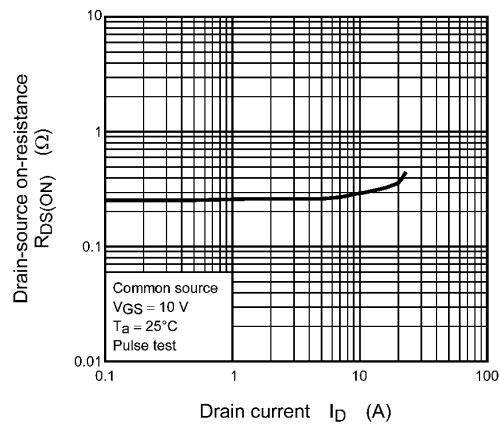 Drain-source on-resistance
RDS(ON) (Ω)
10
1
0.1
0.01
Common source
VGS = 10 V
Ta = 25°C
Pulse test
0.1
1
10
100
Drain current ID (A)